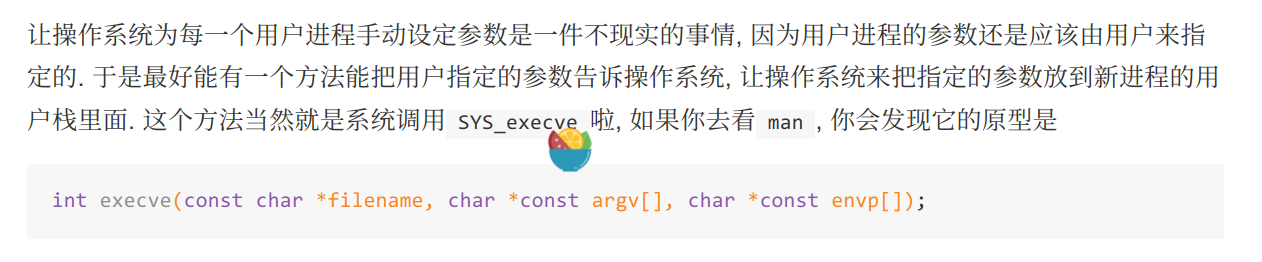 让操作系统为每一个用户进程手动设定参数是一件不现实的事情, 因为用户进程的参数还是应该由用户来指
定的. 于是最好能有一个方法能把用户指定的参数告诉操作系统, 让操作系统来把指定的参数放到新进程的用
户栈里面. 这个方法当然就是系统调用 SYS_execve 啦, 如果你去看 man , 你会发现它的原型是
int execve(const char *filename, char *const argv[], char *const envp[]);